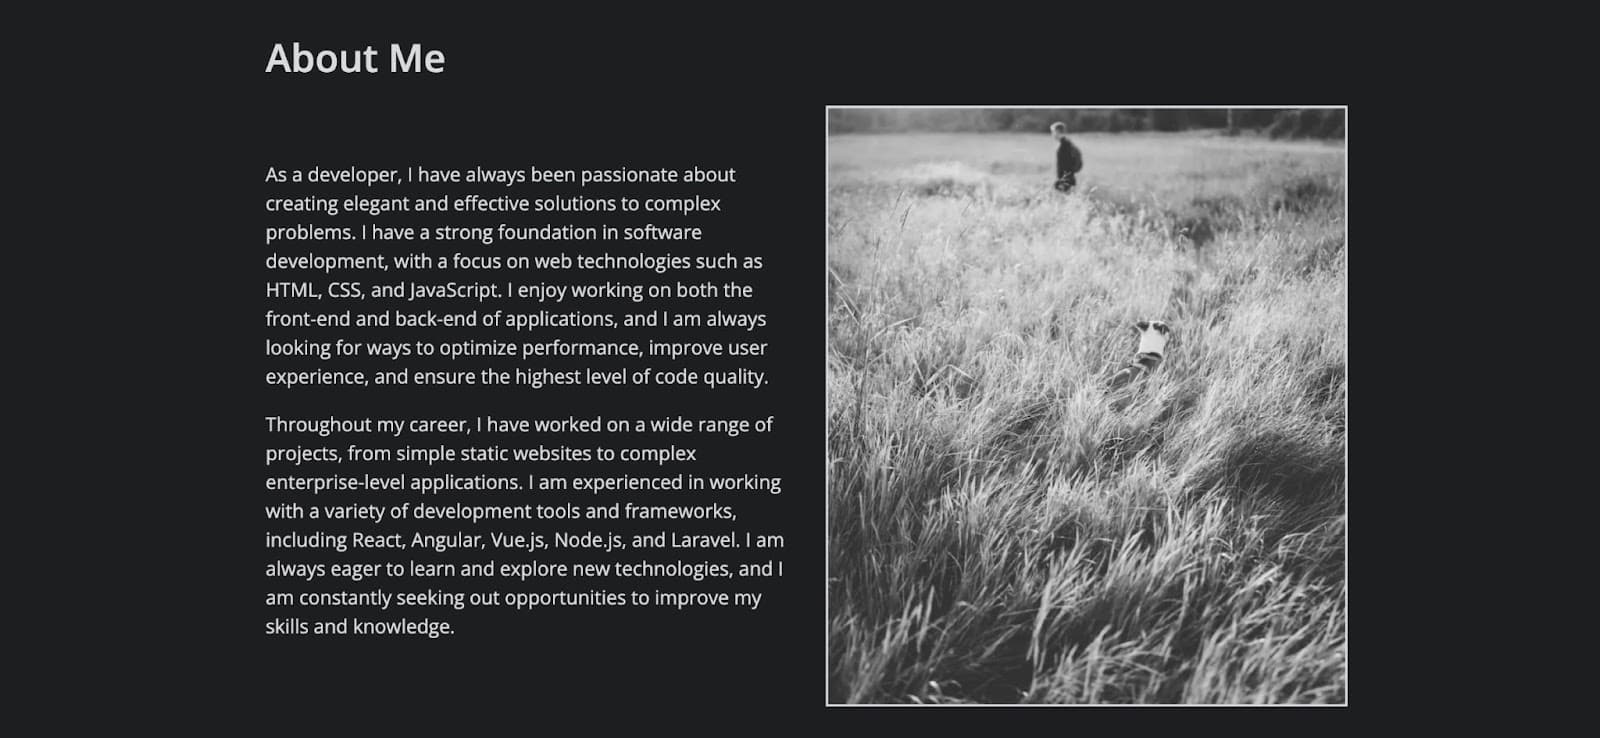 About Me
As a developer, I have always been passionate about
creating elegant and effective solutions to complex
problems. I have a strong foundation in software
development, with a focus on web technologies such as
HTML, CSS, and JavaScript. I enjoy working on both the
front-end and back-end of applications, and I am always
looking for ways to optimize performance, improve user
experience, and ensure the highest level of code quality.
Throughout my career, I have worked on a wide range of
projects, from simple static websites to complex
enterprise-level applications. I am experienced in working
with a variety of development tools and frameworks,
including React, Angular, Vue.js, Node.js, and Laravel. I am
always eager to learn and explore new technologies, and I
am constantly seeking out opportunities to improve my
skills and knowledge.